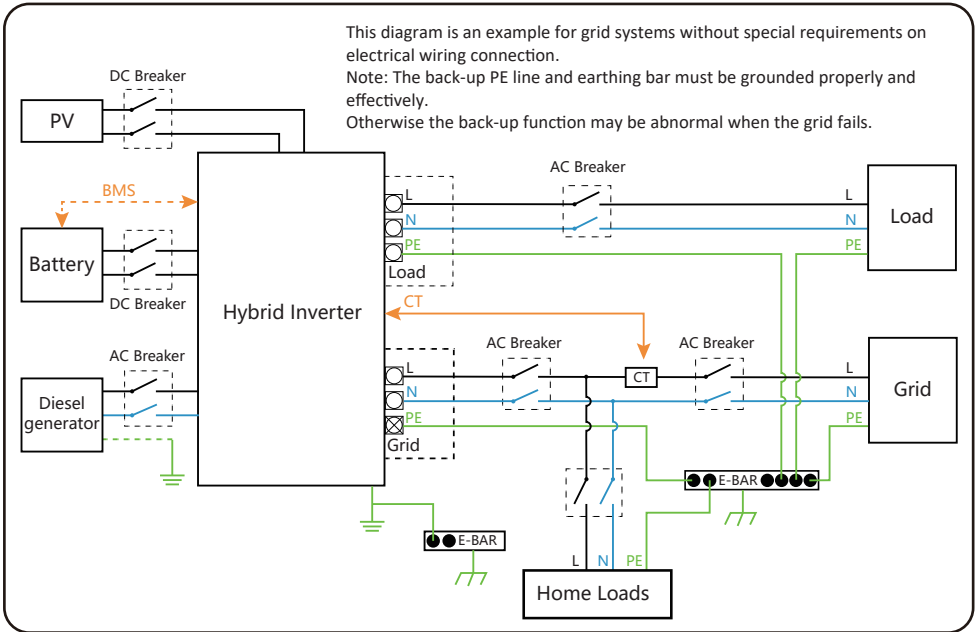 This diagram is an example for grid systems without special requirements on
electrical wiring connection.
Note: The back-up PE line and earthing bar must be grounded properly and
effectively.
Otherwise the back-up function may be abnormal when the grid fails.
DC Breaker
PV
BMS
Battery
DC Breaker
AC Breaker
Diesel
generator
Hybrid Inverter
L
N
PE
Load
AC Breaker
L
N
PE
Load
CT
L
N
PE
Grid
AC Breaker
CT
AC Breaker
L
N
PE
Grid
E-BAR
E-BAR
L
N
PE
Home Loads